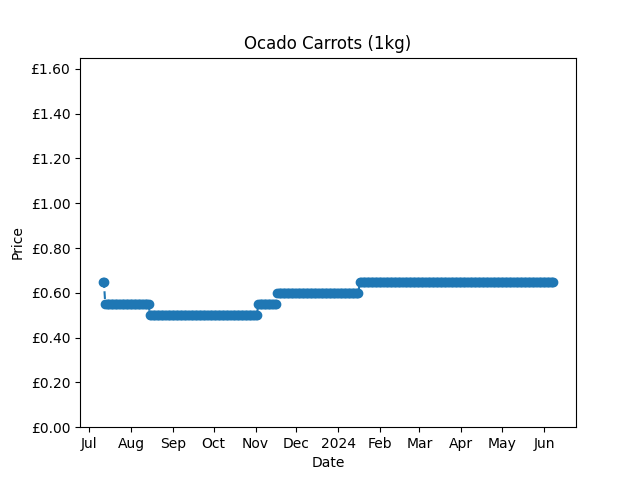 Ocado Carrots (1kg)
£1.60
£1.40
£1.20
£1.00
£0.80
£0.60
£0.40
£0.20
£0.00
Price
Jul Aug Sep Oct Nov Dec 2024 Feb Mar Apr May Jun
Date